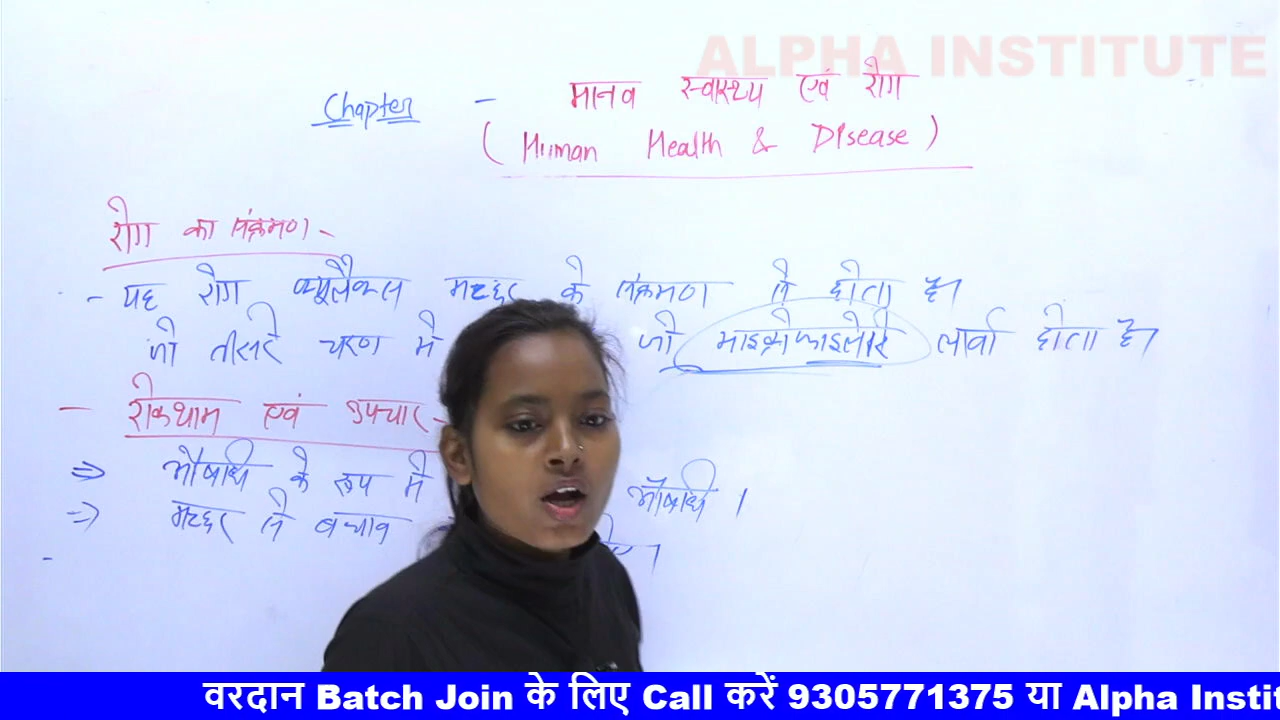 ALPHA INSTITUTE
Chapter - मानव स्वास्थ्य एवं रोग
( Human Health & Disease )
रोग का संक्रमण -
- यह रोग क्यूलैक्स मच्छर के संक्रमण से होता है।
जो तीसरे चरण में जो माइक्रोफाइलेरि लार्वा होता है।
- रोकथाम एवं उपचार -
⇒ औषधि के रूप में औषधि ।
⇒ मच्छर से बचाव
-
वरदान Batch Join के लिए Call करें 9305771375 या Alpha Instit